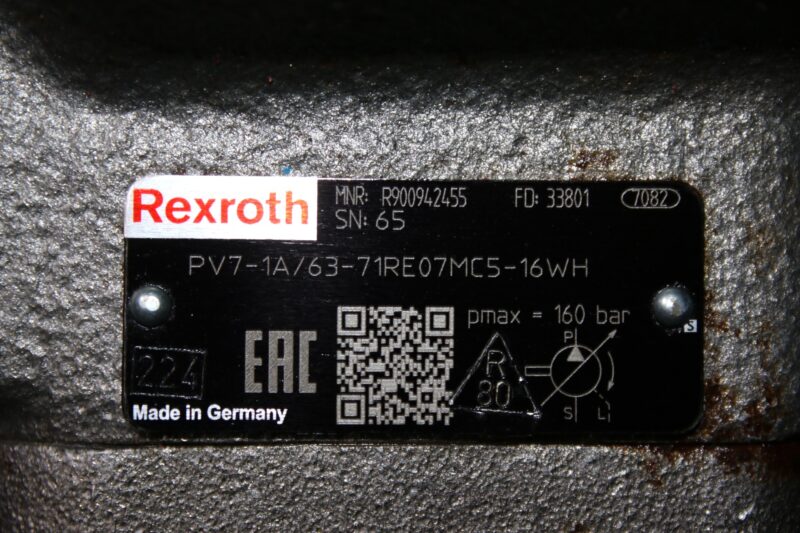 Rexroth
MNR: R900942455 FD: 33801 7082
SN: 65
PV7-1A/63-71RE07MC5-16WH
pmax = 160 bar
224
EAC
R
80
P
S L
Made in Germany
S